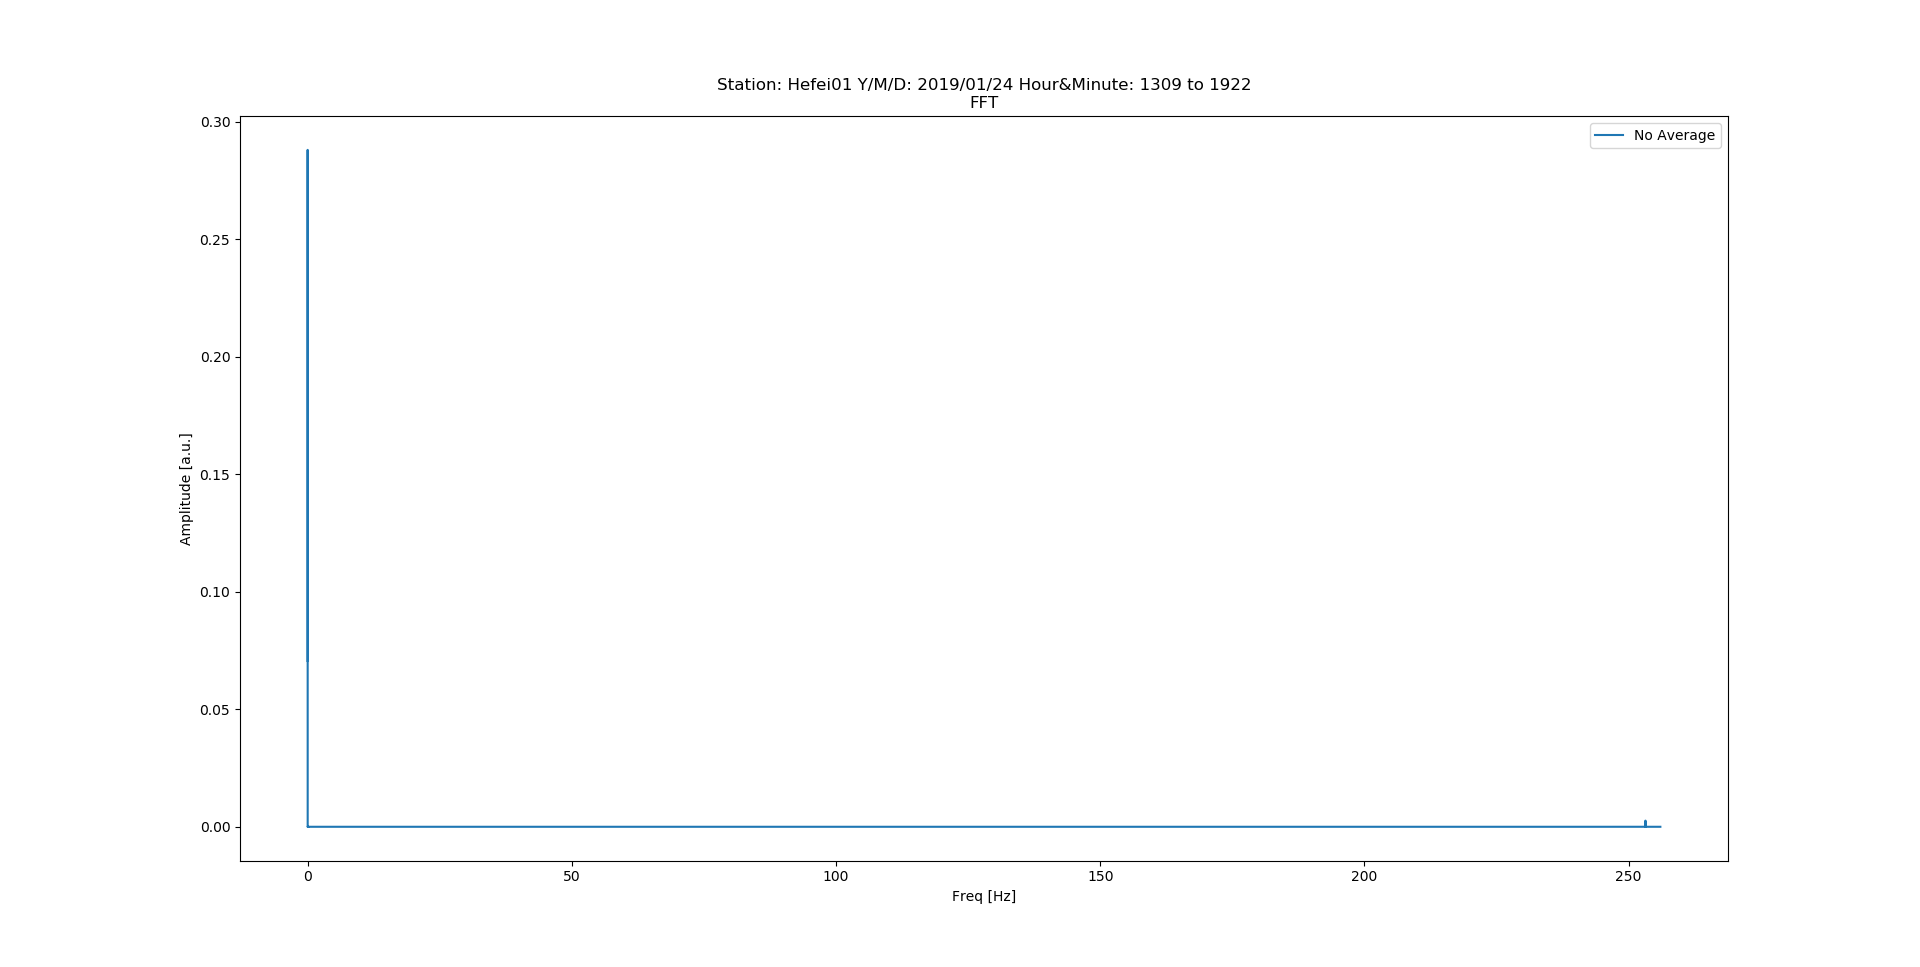 Station: Hefei01 Y/M/D: 2019/01/24 Hour&Minute: 1309 to 1922
FFT
No Average
0.30
0.25
0.20
0.15
0.10
0.05
0.00
Amplitude [a.u.]
0 50 100 150 200 250
Freq [Hz]